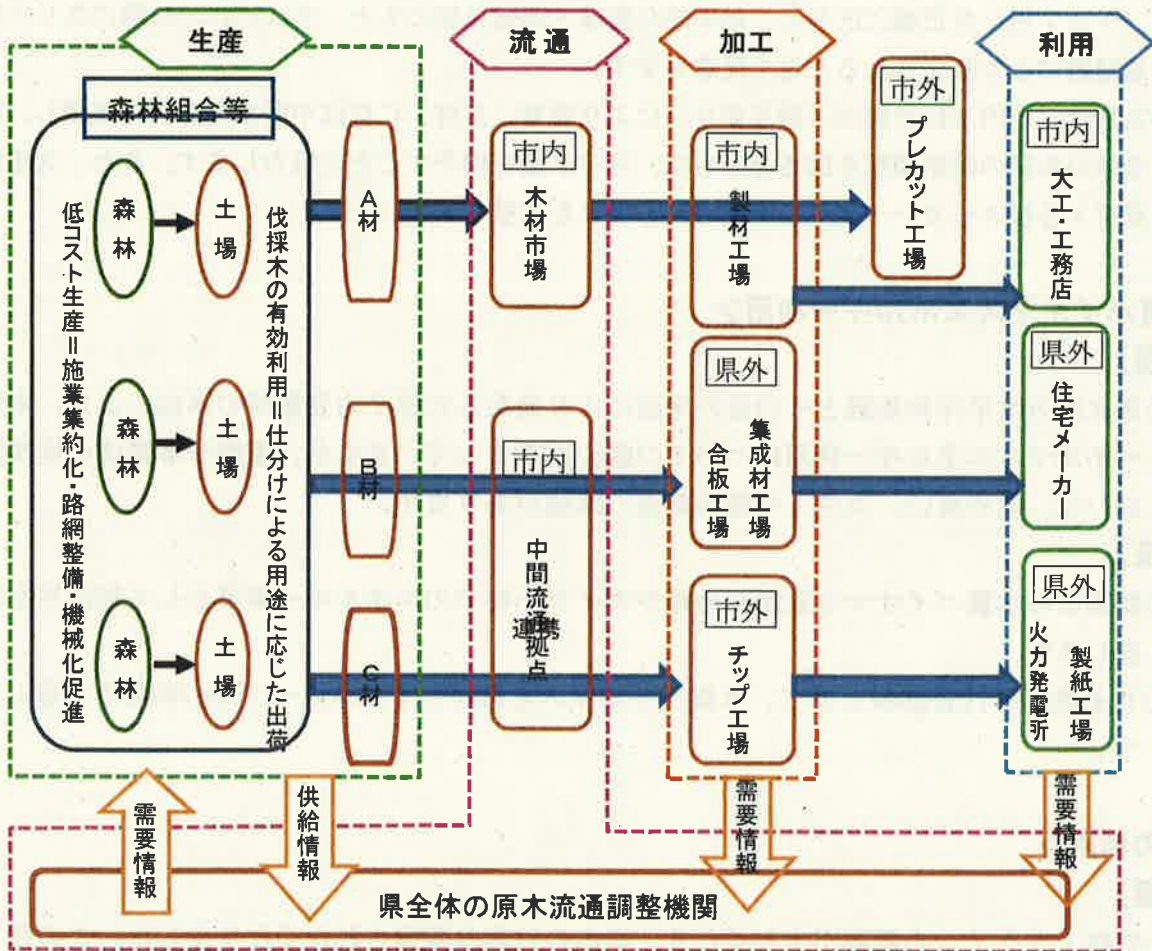 生産
流通
加工
利用
森林組合等
低コスト生産＝施業集約化・路網整備・機械化促進
森林
土場
森林
土場
森林
土場
伐採木の有効利用＝仕分けによる用途に応じた出荷
A材
B材
C材
市内
木材市場
市内
中間流通拠点
連携
市内
製材工場
県外
集成材工場
合板工場
市外
チップ工場
市外
プレカット工場
市内
大工・工務店
県外
住宅メーカー
県外
製紙工場
火力発電所
需要情報
供給情報
需要情報
需要情報
県全体の原木流通調整機関